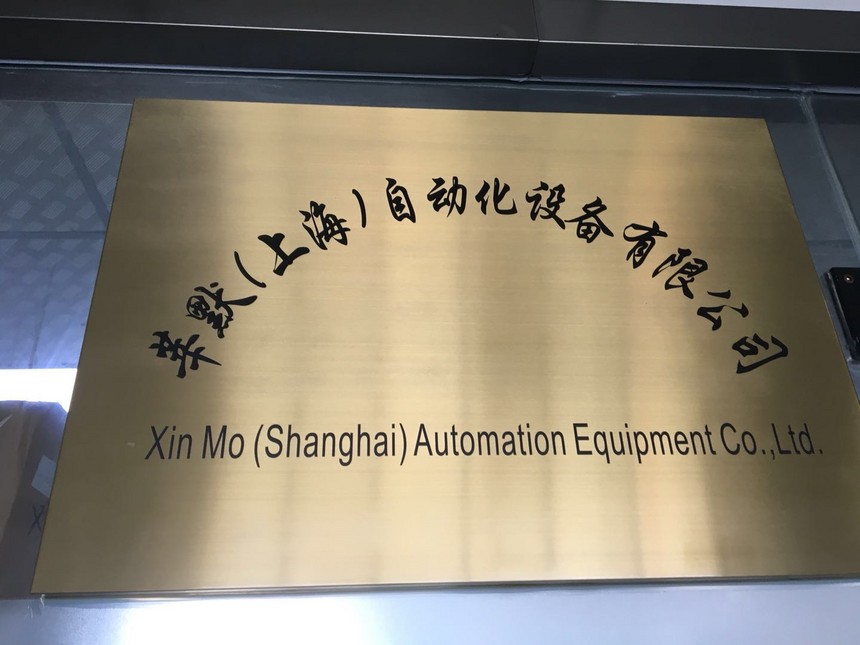 莘默(上海)自动化设备有限公司
Xin Mo (Shanghai) Automation Equipment Co.,Ltd.